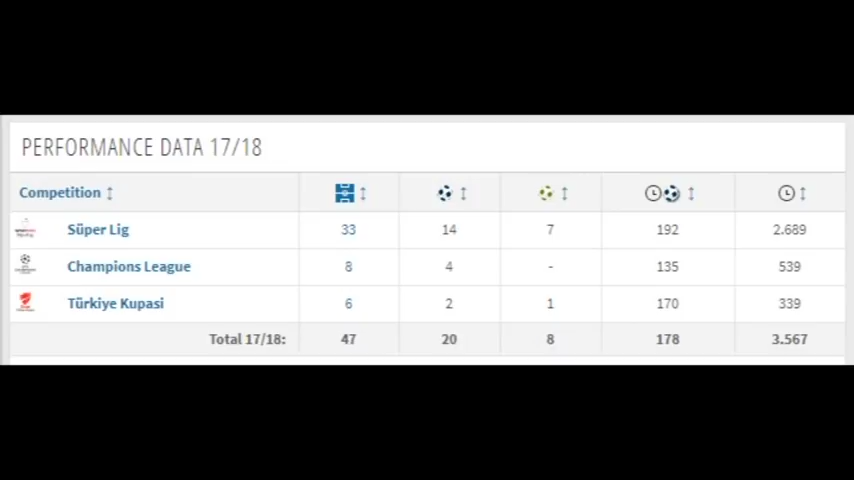 PERFORMANCE DATA 17/18
Competition
Süper Lig 33 14 7 192 2.689
Champions League 8 4 - 135 539
Türkiye Kupasi 6 2 1 170 339
Total 17/18: 47 20 8 178 3.567